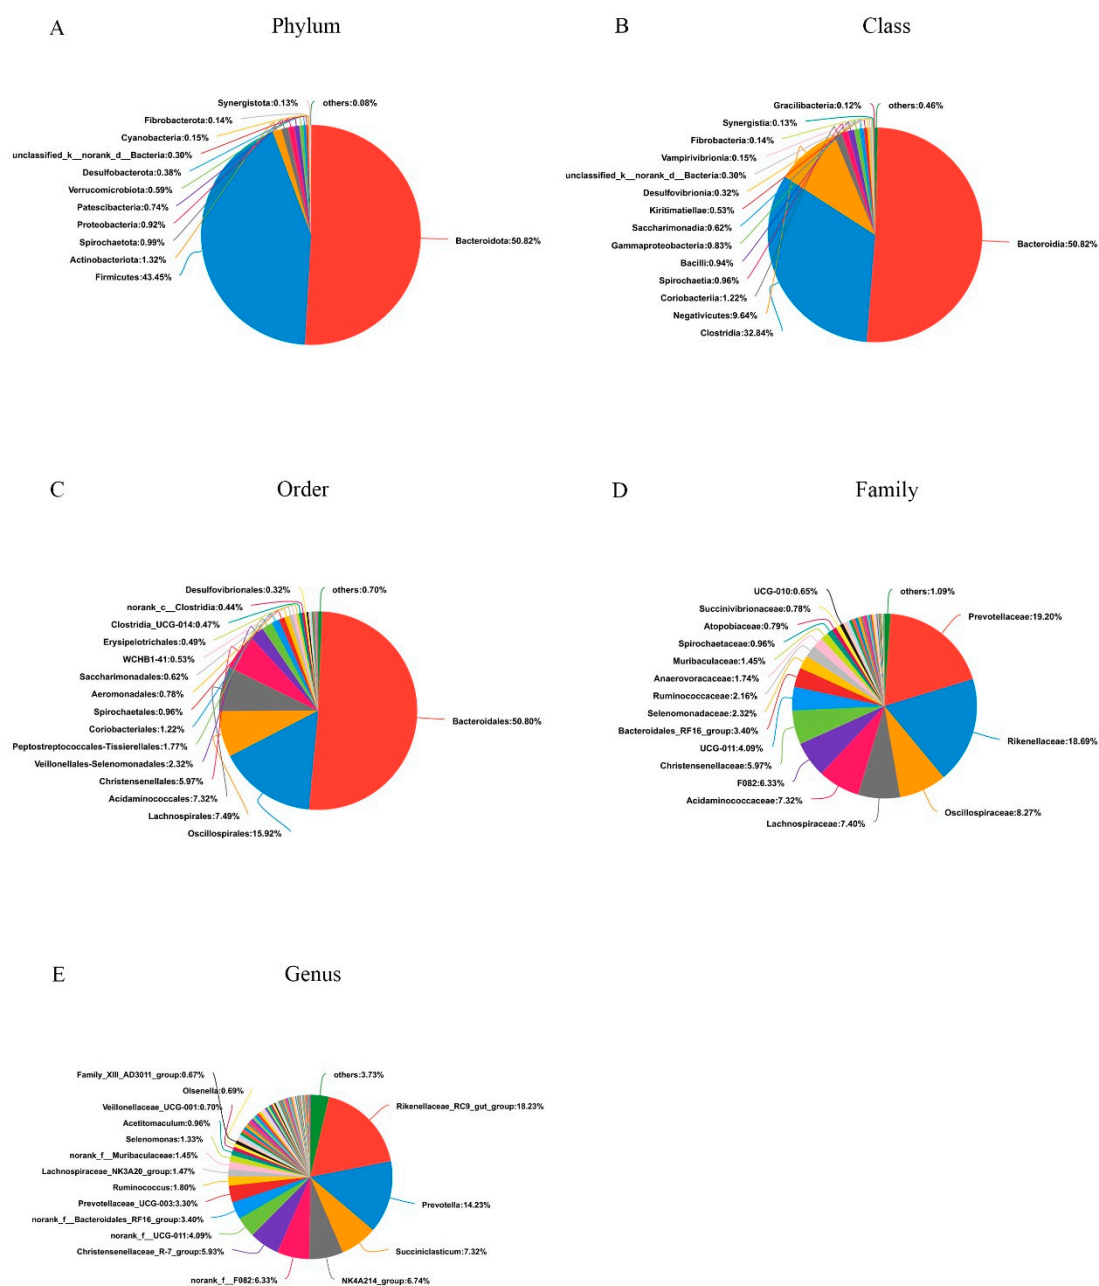 A
Phylum
Synergistota:0.13%
others:0.08%
Fibrobacterota:0.14%
Cyanobacteria:0.15%
unclassified_k__norank_d__Bacteria:0.30%
Desulfobacterota:0.38%
Verrucomicrobiota:0.59%
Patescibacteria:0.74%
Proteobacteria:0.92%
Spirochaetota:0.99%
Actinobacteriota:1.32%
Firmicutes:43.45%
Bacteroidota:50.82%
B
Class
Gracilibacteria:0.12%
others:0.46%
Synergistia:0.13%
Fibrobacteria:0.14%
Vampirivibrionia:0.15%
unclassified_k__norank_d__Bacteria:0.30%
Desulfovibrionia:0.32%
Kiritimatiellae:0.53%
Saccharimonadia:0.62%
Gammaproteobacteria:0.83%
Bacilli:0.94%
Spirochaetia:0.96%
Coriobacteriia:1.22%
Negativicutes:9.64%
Clostridia:32.84%
Bacteroidia:50.82%
C
Order
Desulfovibrionales:0.32%
others:0.70%
norank_c__Clostridia:0.44%
Clostridia_UCG-014:0.47%
Erysipelotrichales:0.49%
WCHB1-41:0.53%
Saccharimonadales:0.62%
Aeromonadales:0.78%
Spirochaetales:0.96%
Coriobacteriales:1.22%
Peptostreptococcales-Tissierellales:1.77%
Veillonellales-Selenomonadales:2.32%
Christensenellales:5.97%
Acidaminococcales:7.32%
Lachnospirales:7.49%
Oscillospirales:15.92%
Bacteroidales:50.80%
D
Family
UCG-010:0.65%
others:1.09%
Succinivibrionaceae:0.78%
Atopobiaceae:0.79%
Spirochaetaceae:0.96%
Muribaculaceae:1.45%
Anaerovoracaceae:1.74%
Ruminococcaceae:2.16%
Selenomonadaceae:2.32%
Bacteroidales_RF16_group:3.40%
UCG-011:4.09%
Christensenellaceae:5.97%
F082:6.33%
Acidaminococcaceae:7.32%
Lachnospiraceae:7.40%
Oscillospiraceae:8.27%
Rikenellaceae:18.69%
Prevotellaceae:19.20%
E
Genus
Family_XIII_AD3011_group:0.67%
others:3.73%
Olsenella:0.69%
Veillonellaceae_UCG-001:0.70%
Acetitomaculum:0.96%
Selenomonas:1.33%
norank_f__Muribaculaceae:1.45%
Lachnospiraceae_NK3A20_group:1.47%
Ruminococcus:1.80%
Prevotellaceae_UCG-003:3.30%
norank_f__Bacteroidales_RF16_group:3.40%
norank_f__UCG-011:4.09%
Christensenellaceae_R-7_group:5.93%
norank_f__F082:6.33%
NK4A214_group:6.74%
Succiniclasticum:7.32%
Prevotella:14.23%
Rikenellaceae_RC9_gut_group:18.23%